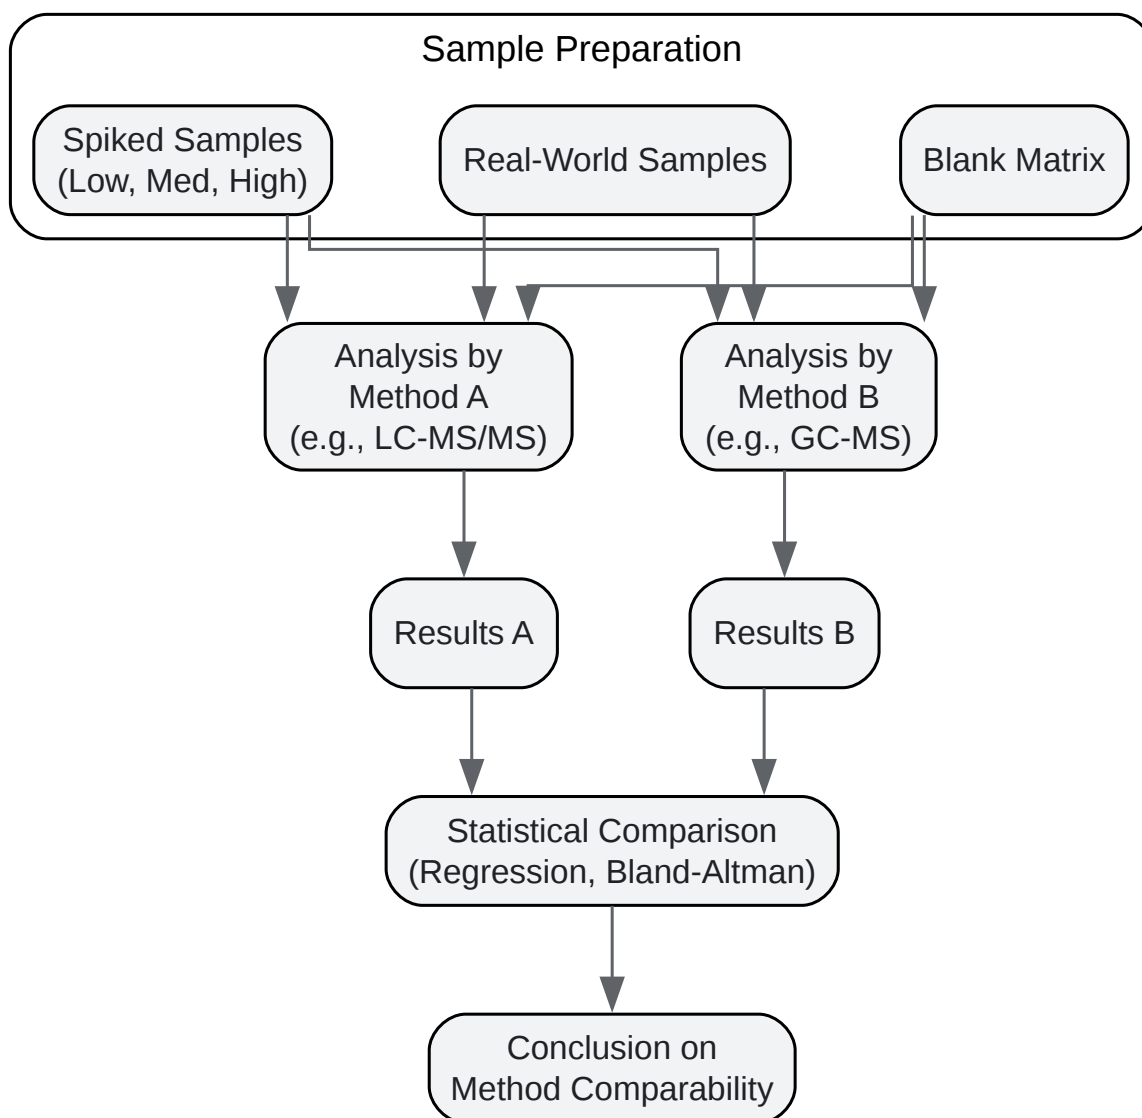 Sample Preparation
Spiked Samples
(Low, Med, High)
Real-World Samples
Blank Matrix
Analysis by
Method A
(e.g., LC-MS/MS)
Analysis by
Method B
(e.g., GC-MS)
Results A
Results B
Statistical Comparison
(Regression, Bland-Altman)
Conclusion on
Method Comparability